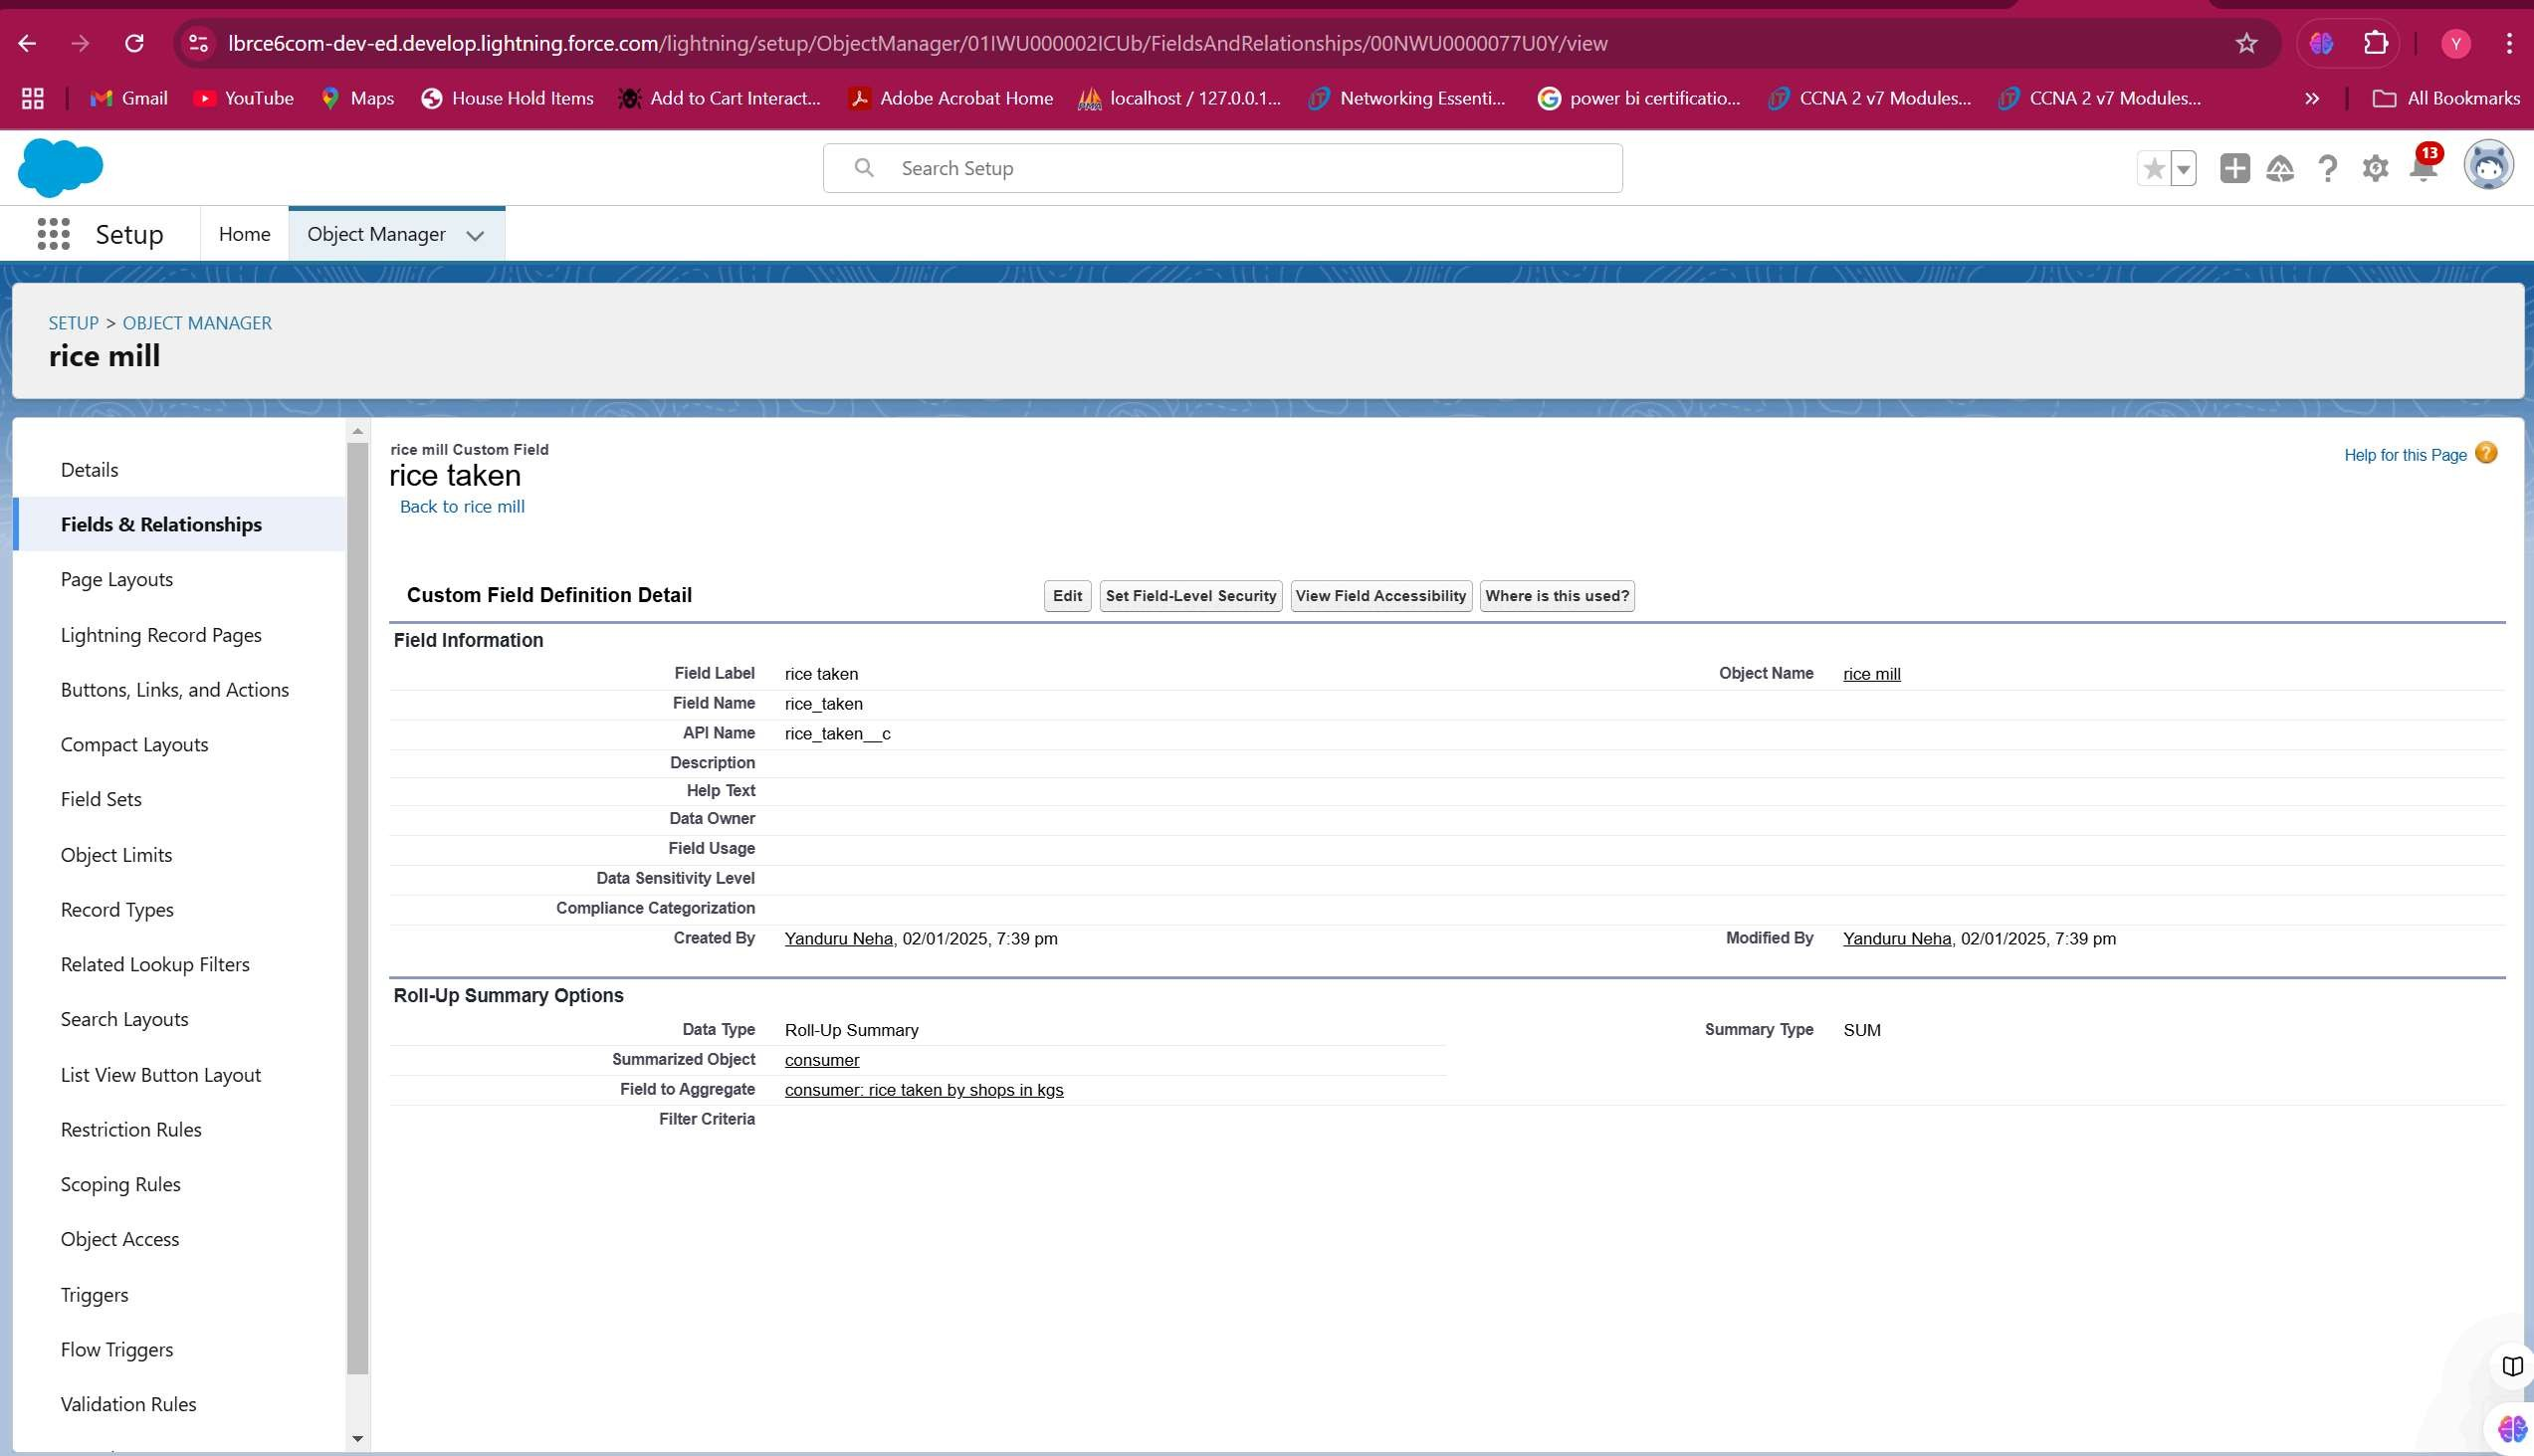 lbrce6com-dev-ed.develop.lightning.force.com/lightning/setup/ObjectManager/01IWU000002ICUb/FieldsAndRelationships/00NWU0000077U0Y/view
Y
Gmail YouTube Maps House Hold Items Add to Cart Interact... Adobe Acrobat Home localhost / 127.0.0.1... Networking Essenti... power bi certificatio... CCNA 2 v7 Modules... CCNA 2 v7 Modules... » All Bookmarks
Search Setup
13
Setup Home Object Manager
SETUP > OBJECT MANAGER
rice mill
Details
Fields & Relationships
Page Layouts
Lightning Record Pages
Buttons, Links, and Actions
Compact Layouts
Field Sets
Object Limits
Record Types
Related Lookup Filters
Search Layouts
List View Button Layout
Restriction Rules
Scoping Rules
Object Access
Triggers
Flow Triggers
Validation Rules
rice mill Custom Field
rice taken
Back to rice mill
Help for this Page ?
Custom Field Definition Detail Edit Set Field-Level Security View Field Accessibility Where is this used?
Field Information
Field Label rice taken Object Name rice mill
Field Name rice_taken
API Name rice_taken__c
Description
Help Text
Data Owner
Field Usage
Data Sensitivity Level
Compliance Categorization
Created By Yanduru Neha, 02/01/2025, 7:39 pm Modified By Yanduru Neha, 02/01/2025, 7:39 pm
Roll-Up Summary Options
Data Type Roll-Up Summary Summary Type SUM
Summarized Object consumer
Field to Aggregate consumer: rice taken by shops in kgs
Filter Criteria